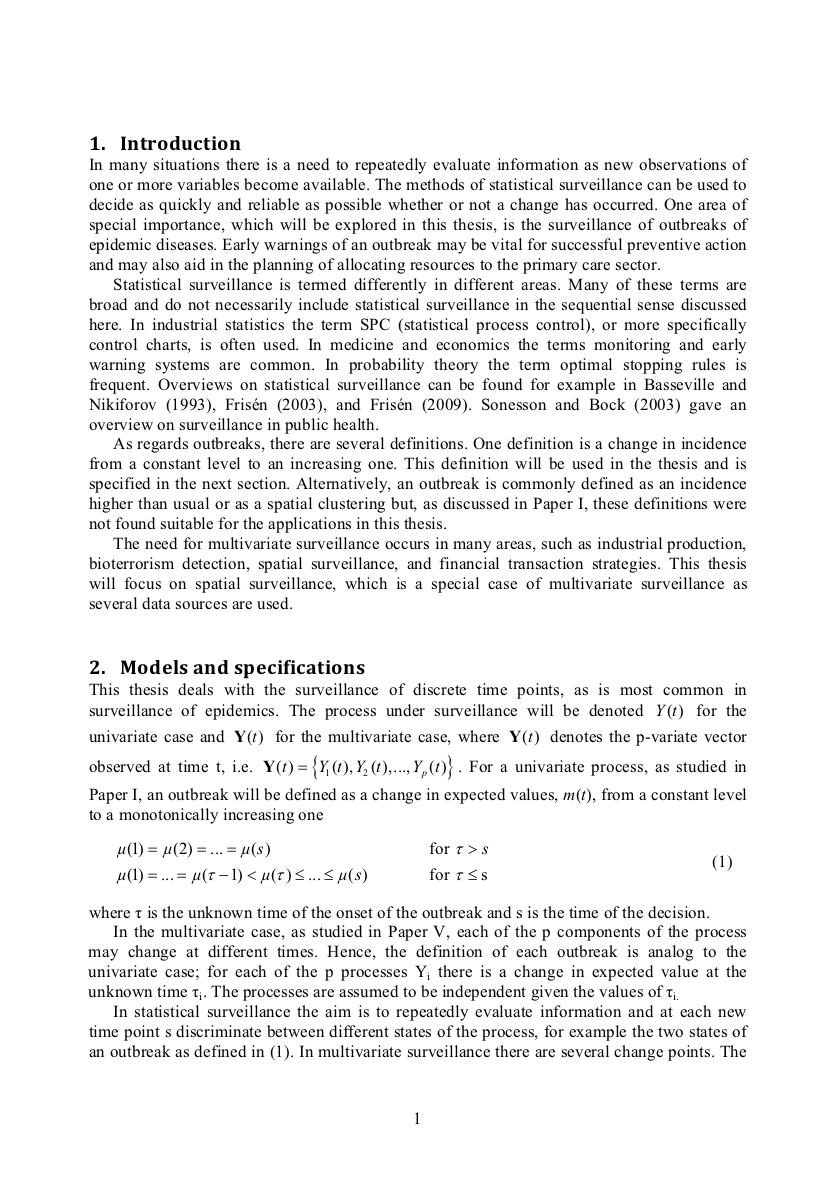 1. Introduction
In many situations there is a need to repeatedly evaluate information as new observations of
one or more variables become available. The methods of statistical surveillance can be used to
decide as quickly and reliable as possible whether or not a change has occurred. One area of
special importance, which will be explored in this thesis, is the surveillance of outbreaks of
epidemic diseases. Early warnings of an outbreak may be vital for successful preventive action
and may also aid in the planning of allocating resources to the primary care sector.
Statistical surveillance is termed differently in different areas. Many of these terms are
broad and do not necessarily include statistical surveillance in the sequential sense discussed
here. In industrial statistics the term SPC (statistical process control), or more specifically
control charts, is often used. In medicine and economics the terms monitoring and early
warning systems are common. In probability theory the term optimal stopping rules is
frequent. Overviews on statistical surveillance can be found for example in Basseville and
Nikiforov (1993), Frisén (2003), and Frisén (2009). Sonesson and Bock (2003) gave an
overview on surveillance in public health.
As regards outbreaks, there are several definitions. One definition is a change in incidence
from a constant level to an increasing one. This definition will be used in the thesis and is
specified in the next section. Alternatively, an outbreak is commonly defined as an incidence
higher than usual or as a spatial clustering but, as discussed in Paper I, these definitions were
not found suitable for the applications in this thesis.
The need for multivariate surveillance occurs in many areas, such as industrial production,
bioterrorism detection, spatial surveillance, and financial transaction strategies. This thesis
will focus on spatial surveillance, which is a special case of multivariate surveillance as
several data sources are used.
2. Models and specifications
This thesis deals with the surveillance of discrete time points, as is most common in
surveillance of epidemics. The process under surveillance will be denoted Y(t) for the
univariate case and Y(t) for the multivariate case, where Y(t) denotes the p-variate vector
observed at time t, i.e. Y(t) = {Y₁(t), Y₂(t),..., Yₚ(t)} . For a univariate process, as studied in
Paper I, an outbreak will be defined as a change in expected values, m(t), from a constant level
to a monotonically increasing one
μ(1) = μ(2) = ... = μ(s) for τ > s
(1)
μ(1) = ... = μ(τ − 1) < μ(τ) ≤ ... ≤ μ(s) for τ ≤ s
where τ is the unknown time of the onset of the outbreak and s is the time of the decision.
In the multivariate case, as studied in Paper V, each of the p components of the process
may change at different times. Hence, the definition of each outbreak is analog to the
univariate case; for each of the p processes Yᵢ there is a change in expected value at the
unknown time τᵢ. The processes are assumed to be independent given the values of τᵢ.
In statistical surveillance the aim is to repeatedly evaluate information and at each new
time point s discriminate between different states of the process, for example the two states of
an outbreak as defined in (1). In multivariate surveillance there are several change points. The
1